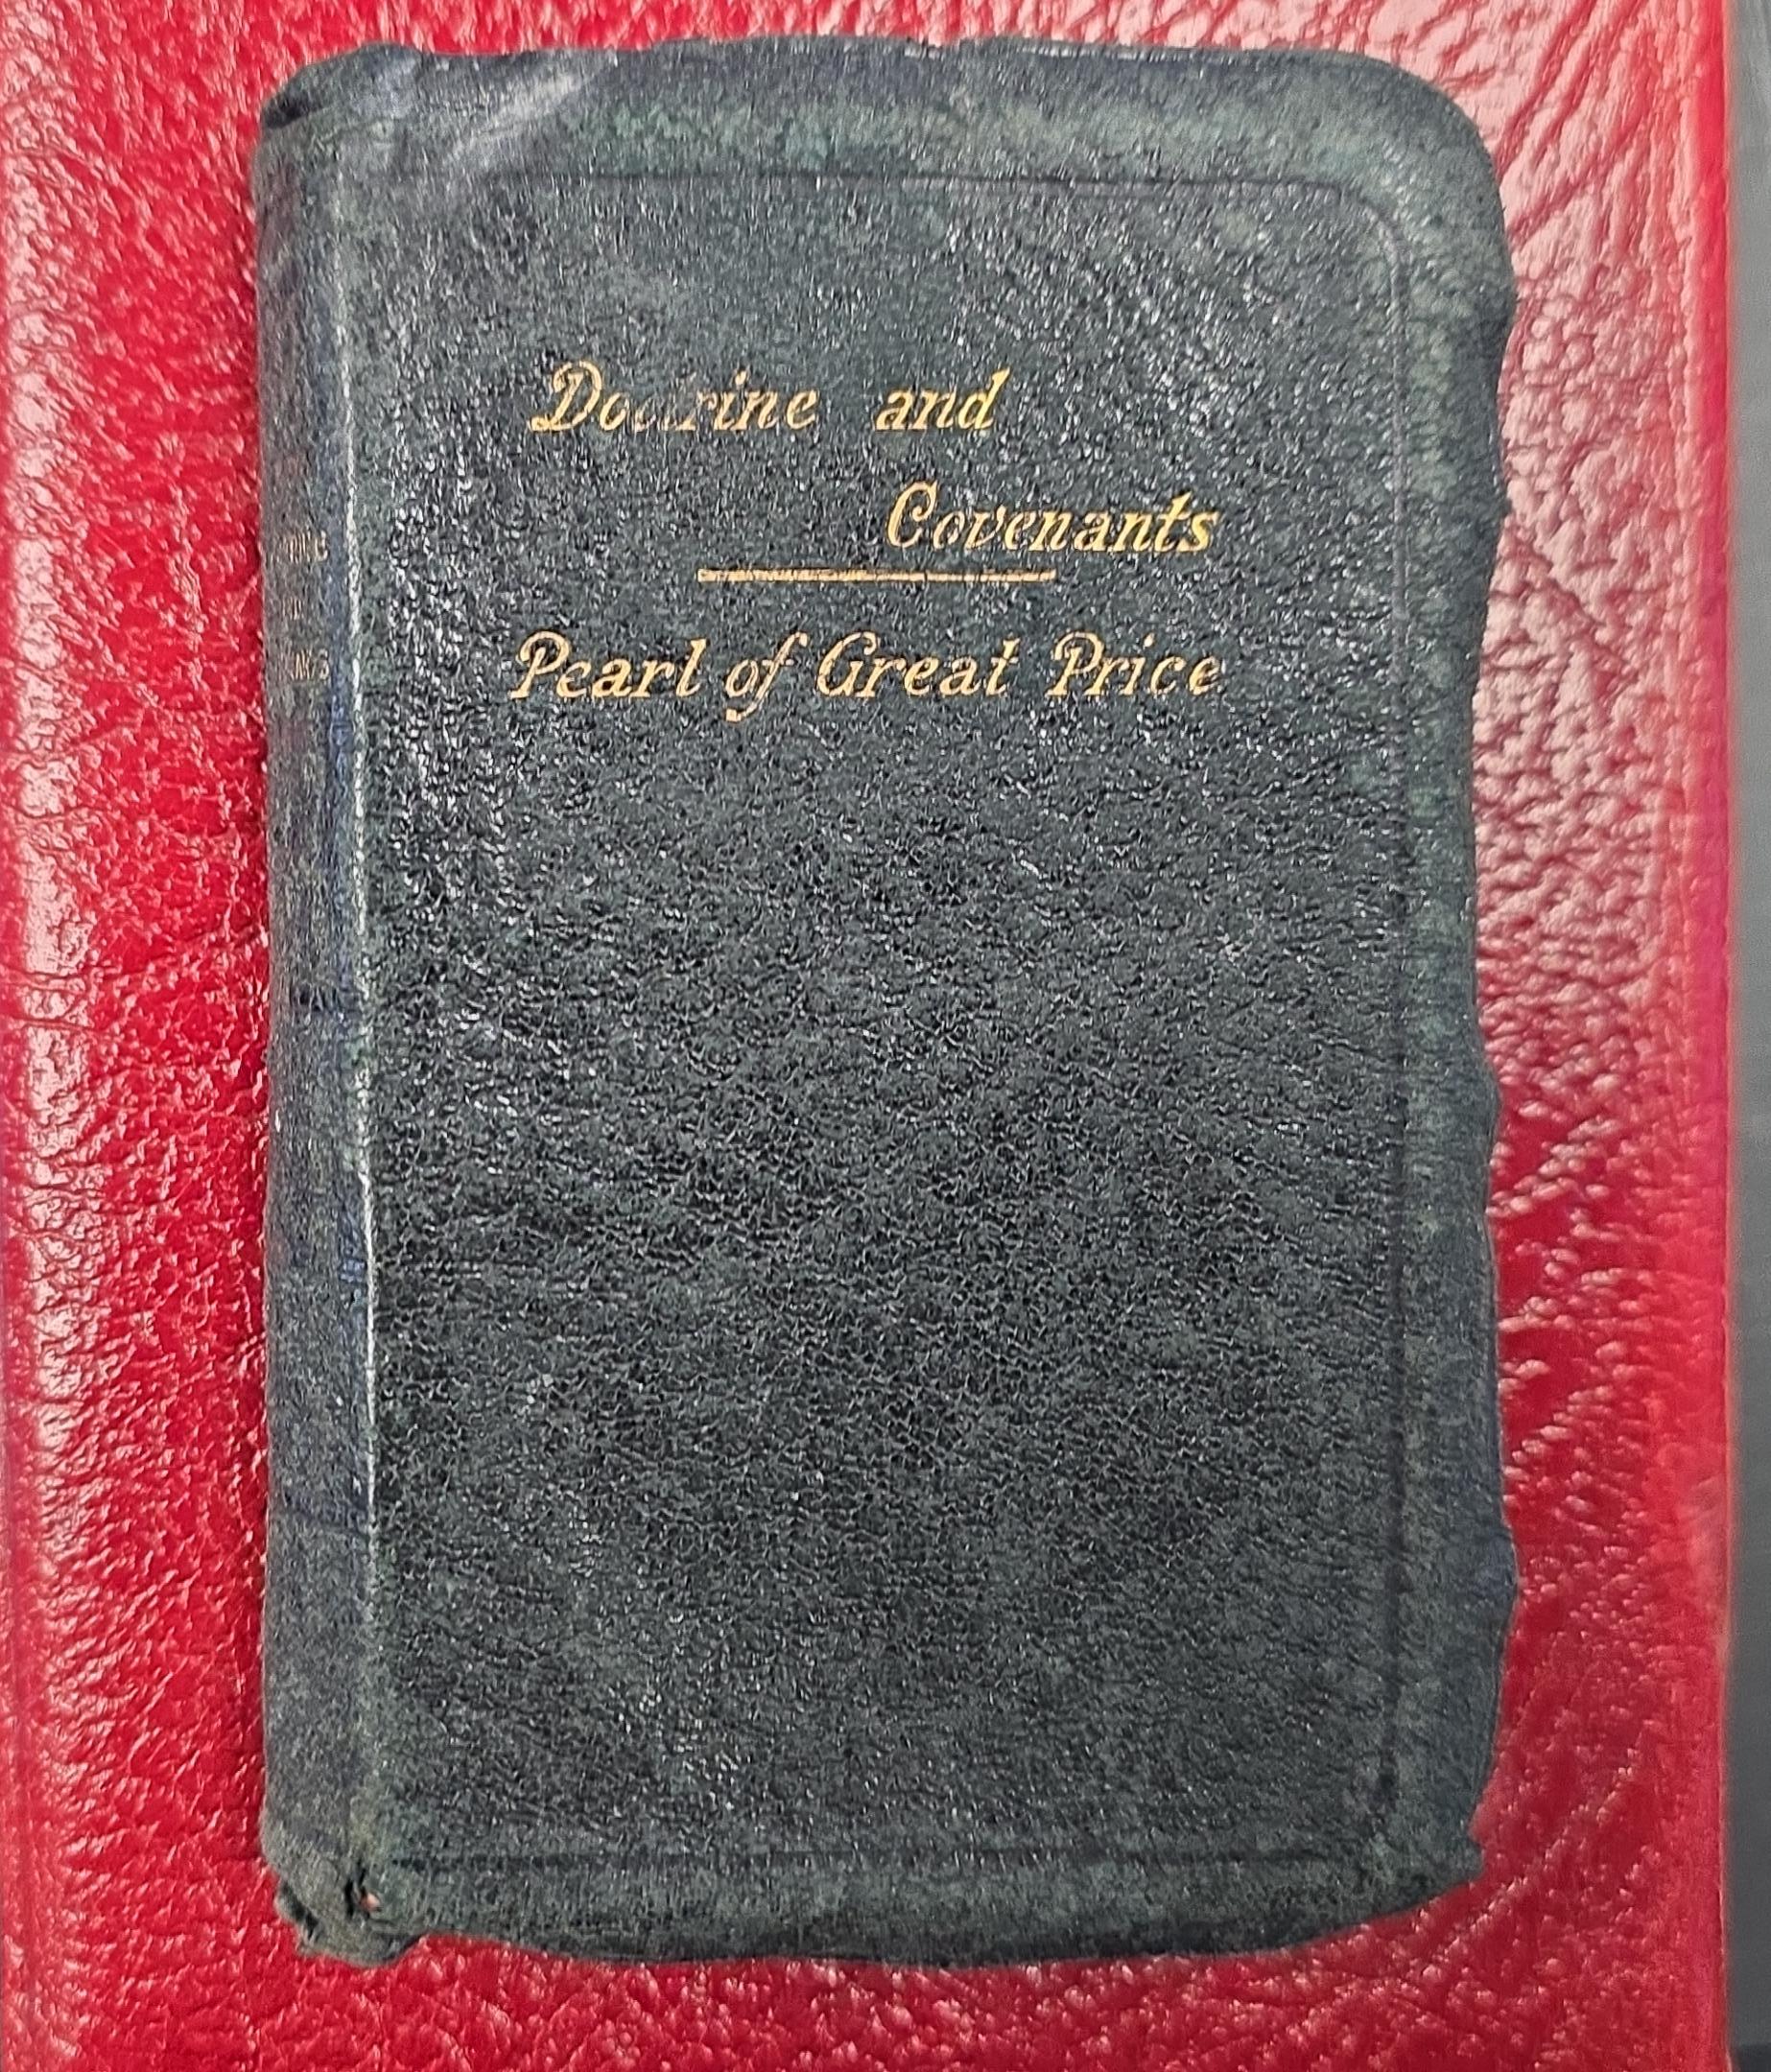 Doctrine and
Covenants
Pearl of Great Price